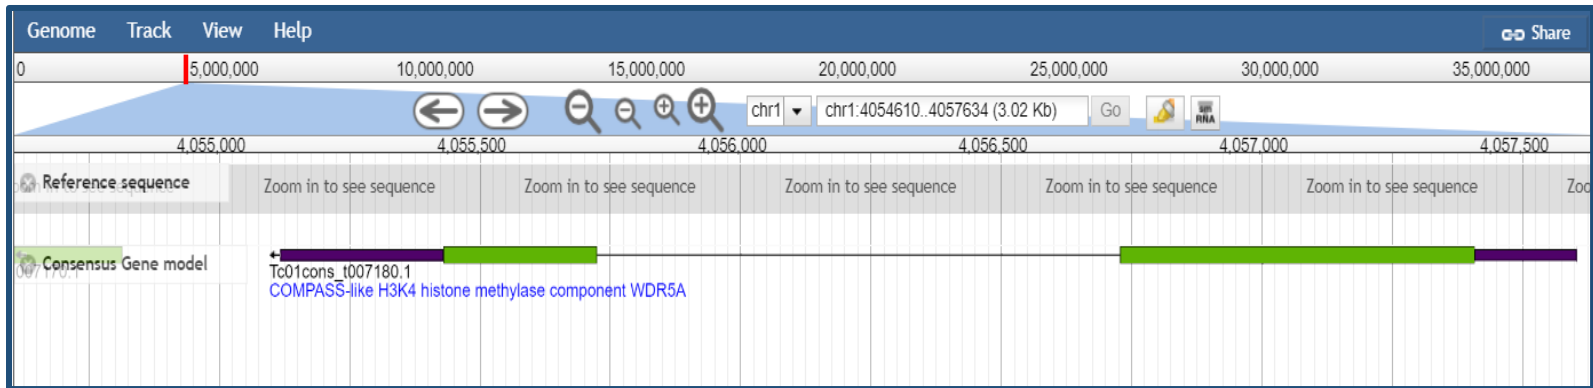 Genome Track View Help Share
0 5,000,000 10,000,000 15,000,000 20,000,000 25,000,000 30,000,000 35,000,000
chr1 chr1:4054610..4057634 (3.02 Kb) Go sm RNA
4,055,000 4,055,500 4,056,000 4,056,500 4,057,000 4,057,500
Reference sequence Zoom in to see sequence Zoom in to see sequence Zoom in to see sequence Zoom in to see sequence Zoom in to see sequence Zoo
Consensus Gene model
Tc01cons_t007180.1
COMPASS-like H3K4 histone methylase component WDR5A